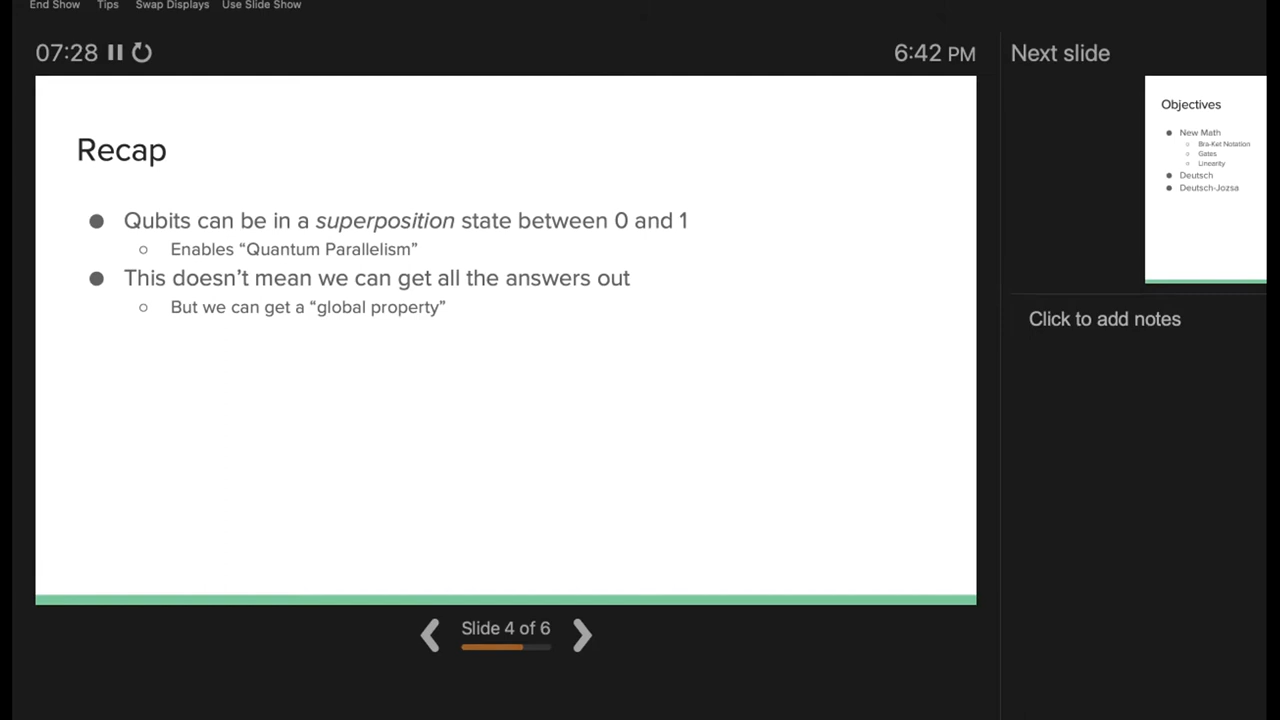 End Show Tips Swap Displays Use Slide Show
07:28
6:42 PM
Next slide
Recap
● Qubits can be in a superposition state between 0 and 1
○ Enables “Quantum Parallelism”
● This doesn’t mean we can get all the answers out
○ But we can get a “global property”
Slide 4 of 6
Objectives
● New Math
○ Bra-Ket Notation
○ Gates
○ Linearity
● Deutsch
● Deutsch-Jozsa
Click to add notes